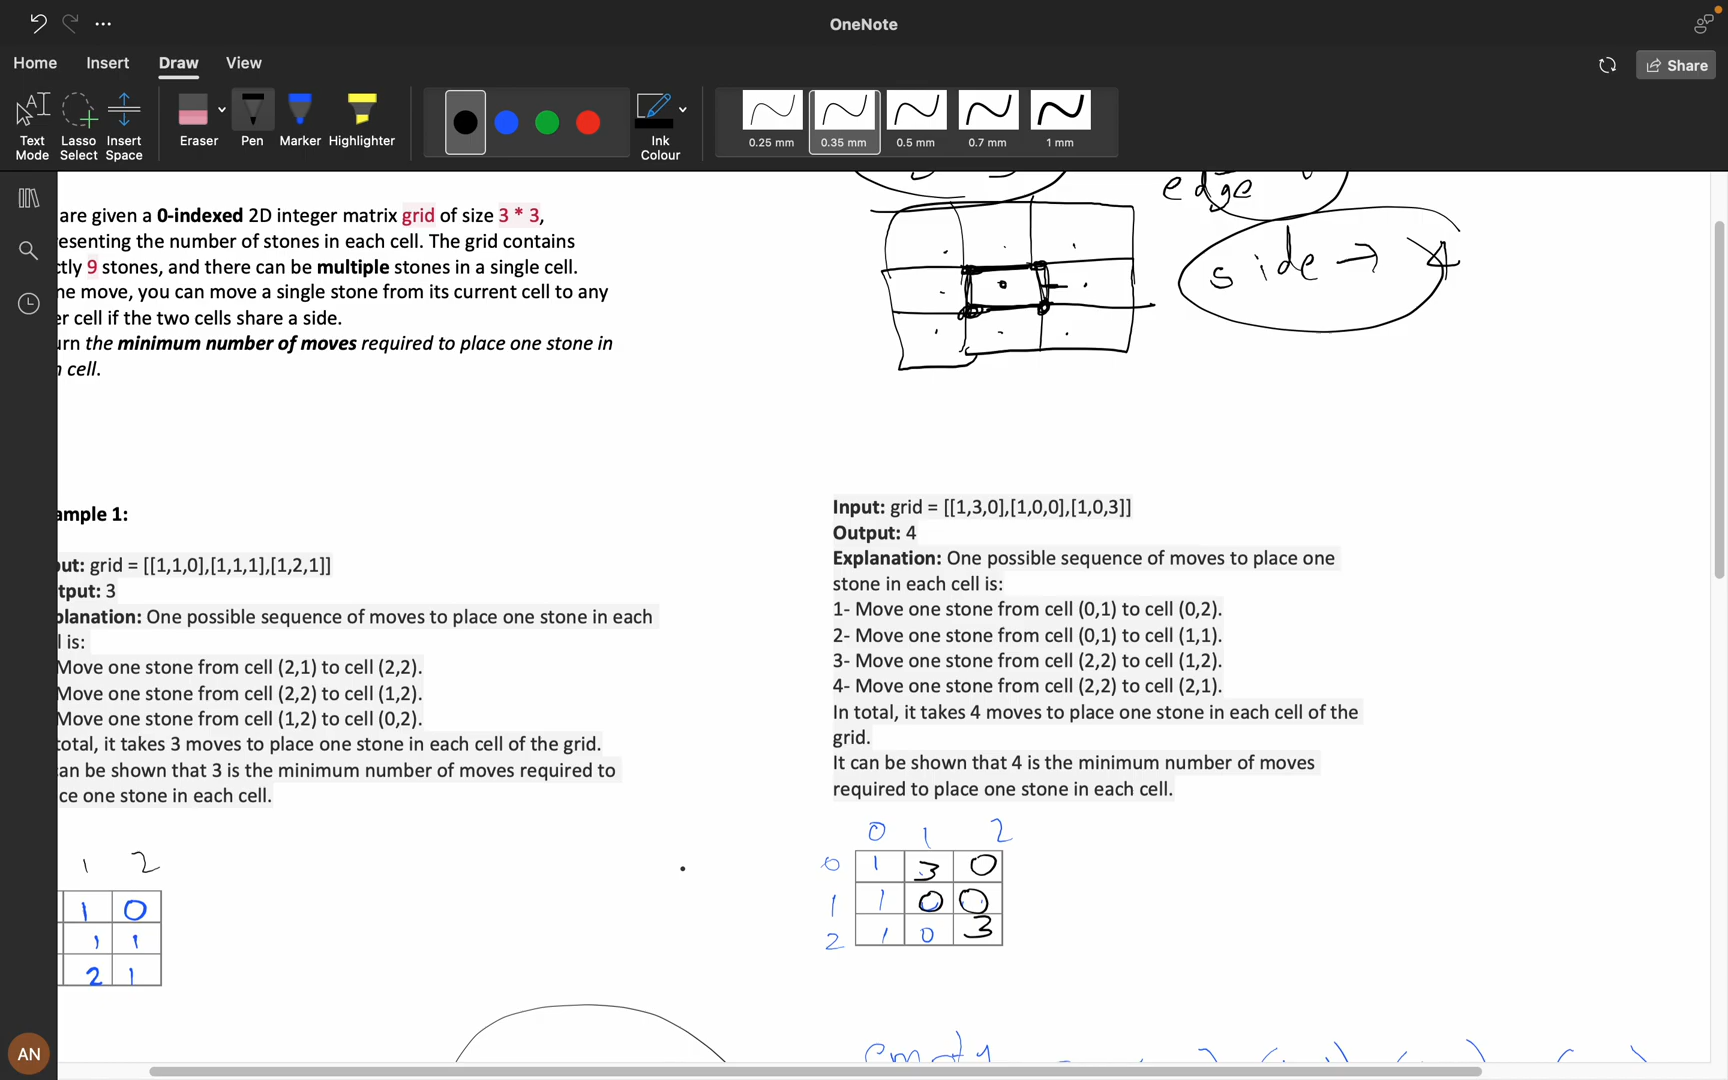 OneNote
Home Insert Draw View
Share
Text Mode
Lasso Select
Insert Space
Eraser
Pen
Marker
Highlighter
Ink Colour
0.25 mm
0.35 mm
0.5 mm
0.7 mm
1 mm
edge
side → 4
are given a 0-indexed 2D integer matrix grid of size 3 * 3,
esenting the number of stones in each cell. The grid contains
ctly 9 stones, and there can be multiple stones in a single cell.
ne move, you can move a single stone from its current cell to any
er cell if the two cells share a side.
urn the minimum number of moves required to place one stone in
h cell.
ample 1:
out: grid = [[1,1,0],[1,1,1],[1,2,1]]
tput: 3
planation: One possible sequence of moves to place one stone in each
l is:
Move one stone from cell (2,1) to cell (2,2).
Move one stone from cell (2,2) to cell (1,2).
Move one stone from cell (1,2) to cell (0,2).
total, it takes 3 moves to place one stone in each cell of the grid.
an be shown that 3 is the minimum number of moves required to
ce one stone in each cell.
1 2
1 0
1 1
2 1
Input: grid = [[1,3,0],[1,0,0],[1,0,3]]
Output: 4
Explanation: One possible sequence of moves to place one
stone in each cell is:
1- Move one stone from cell (0,1) to cell (0,2).
2- Move one stone from cell (0,1) to cell (1,1).
3- Move one stone from cell (2,2) to cell (1,2).
4- Move one stone from cell (2,2) to cell (2,1).
In total, it takes 4 moves to place one stone in each cell of the
grid.
It can be shown that 4 is the minimum number of moves
required to place one stone in each cell.
0 1 2
0 1 3 0
1 1 0 0
2 1 0 3
empty
AN